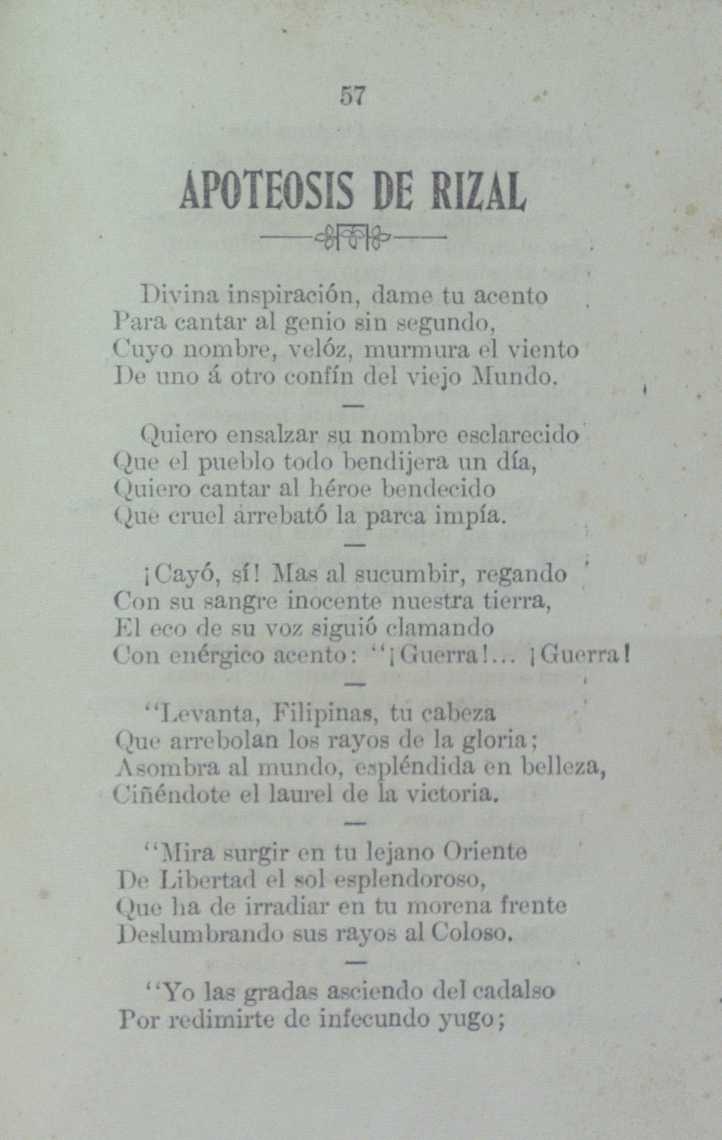 57
APOTEOSIS DE RIZAL
Divina inspiración, dame tu acento
Para cantar al genio sin segundo,
Cuyo nombre, velóz, murmura el viento
De uno á otro confín del viejo Mundo.
—
Quiero ensalzar su nombre esclarecido
Que el pueblo todo bendijera un día,
Quiero cantar al héroe bendecido
Que cruel arrebató la parca impía.
—
¡Cayó, sí! Mas al sucumbir, regando
Con su sangre inocente nuestra tierra,
El eco de su voz siguió clamando
Con enérgico acento: “¡Guerra!... ¡Guerra!
—
“Levanta, Filipinas, tu cabeza
Que arrebolan los rayos de la gloria;
Asombra al mundo, espléndida en belleza,
Ciñéndote el laurel de la victoria.
—
“Mira surgir en tu lejano Oriente
De Libertad el sol esplendoroso,
Que ha de irradiar en tu morena frente
Deslumbrando sus rayos al Coloso.
—
“Yo las gradas asciendo del cadalso
Por redimirte de infecundo yugo;